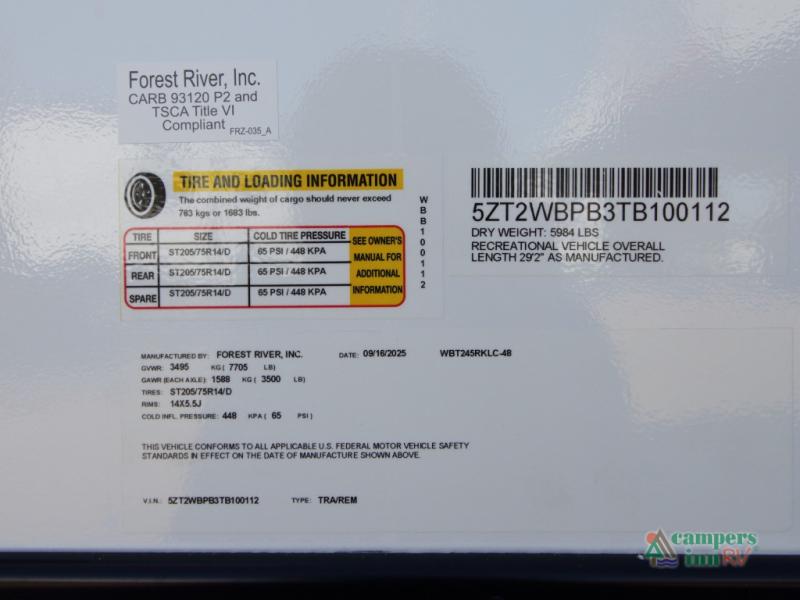 Forest River, Inc.
CARB 93120 P2 and
TSCA Title VI
Compliant FRZ-035_A
TIRE AND LOADING INFORMATION
The combined weight of cargo should never exceed
763 kgs or 1683 lbs.
TIRE SIZE COLD TIRE PRESSURE
FRONT ST205/75R14/D 65 PSI / 448 KPA
REAR ST205/75R14/D 65 PSI / 448 KPA
SPARE ST205/75R14/D 65 PSI / 448 KPA
SEE OWNER'S
MANUAL FOR
ADDITIONAL
INFORMATION
WBB100112
5ZT2WBPB3TB100112
DRY WEIGHT: 5984 LBS
RECREATIONAL VEHICLE OVERALL
LENGTH 29'2" AS MANUFACTURED.
MANUFACTURED BY: FOREST RIVER, INC. DATE: 09/16/2025 WBT245RKLC-48
GVWR: 3495 KG ( 7705 LB)
GAWR (EACH AXLE): 1588 KG ( 3500 LB)
TIRES: ST205/75R14/D
RIMS: 14X5.5J
COLD INFL. PRESSURE: 448 KPA ( 65 PSI )
THIS VEHICLE CONFORMS TO ALL APPLICABLE U.S. FEDERAL MOTOR VEHICLE SAFETY
STANDARDS IN EFFECT ON THE DATE OF MANUFACTURE SHOWN ABOVE.
V.I.N.: 5ZT2WBPB3TB100112 TYPE: TRA/REM
campers
inn RV